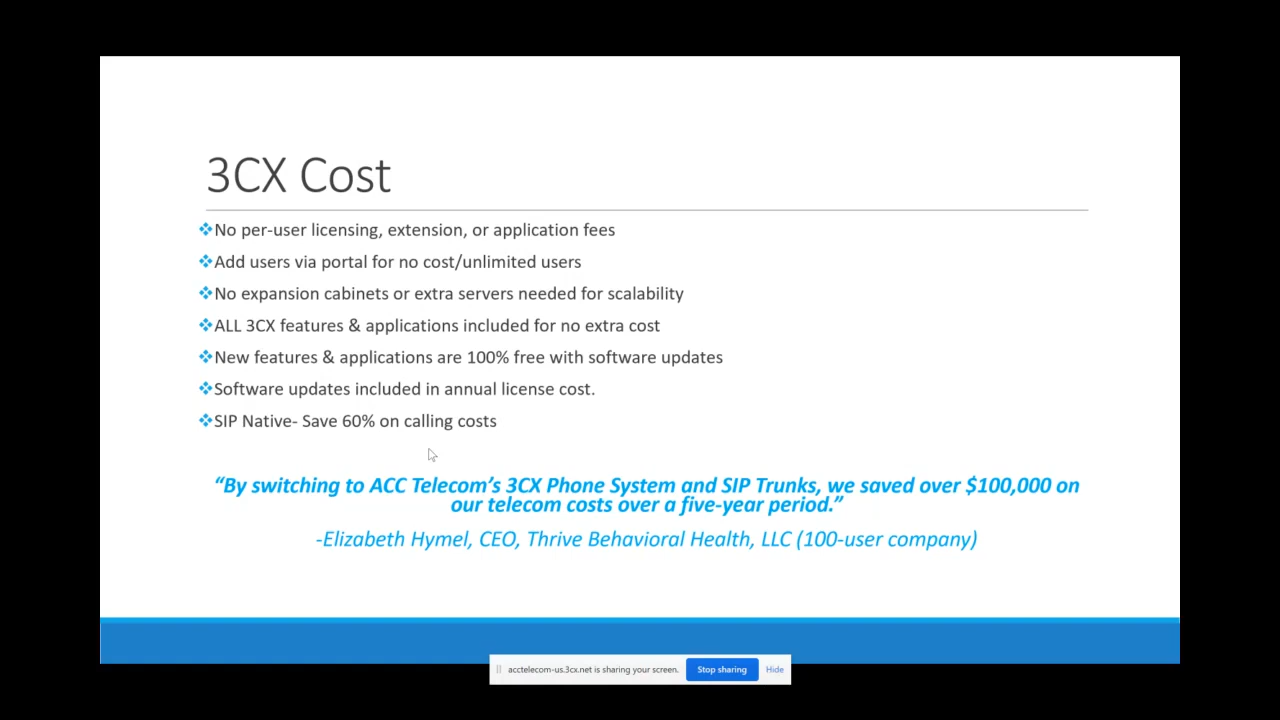 3CX Cost
❖No per-user licensing, extension, or application fees
❖Add users via portal for no cost/unlimited users
❖No expansion cabinets or extra servers needed for scalability
❖ALL 3CX features & applications included for no extra cost
❖New features & applications are 100% free with software updates
❖Software updates included in annual license cost.
❖SIP Native- Save 60% on calling costs
“By switching to ACC Telecom’s 3CX Phone System and SIP Trunks, we saved over $100,000 on
our telecom costs over a five-year period.”
-Elizabeth Hymel, CEO, Thrive Behavioral Health, LLC (100-user company)
acctelecom-us.3cx.net is sharing your screen. Stop sharing Hide